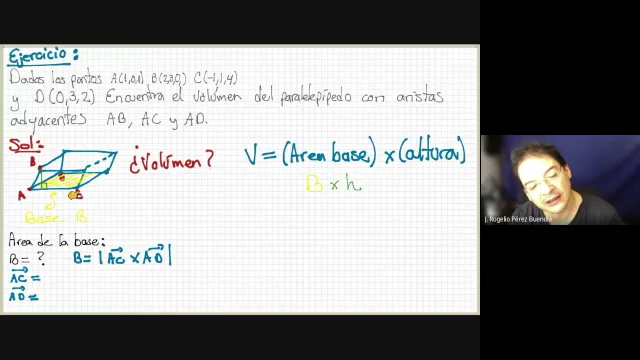 Ejercicio:
Dados los puntos A(1,0,1) B(2,3,0) C(-1,1,4)
y D(0,3,2) Encuentra el volúmen del paralelepípedo con aristas
adyacentes AB, AC y AD.
Sol:
¿Volúmen?
V = (Area base) × (altura)
B × h
B
A
Base B
Area de la base:
B = ? B = | AC × AD |
AC =
AD =
J. Rogelio Pérez Buendía